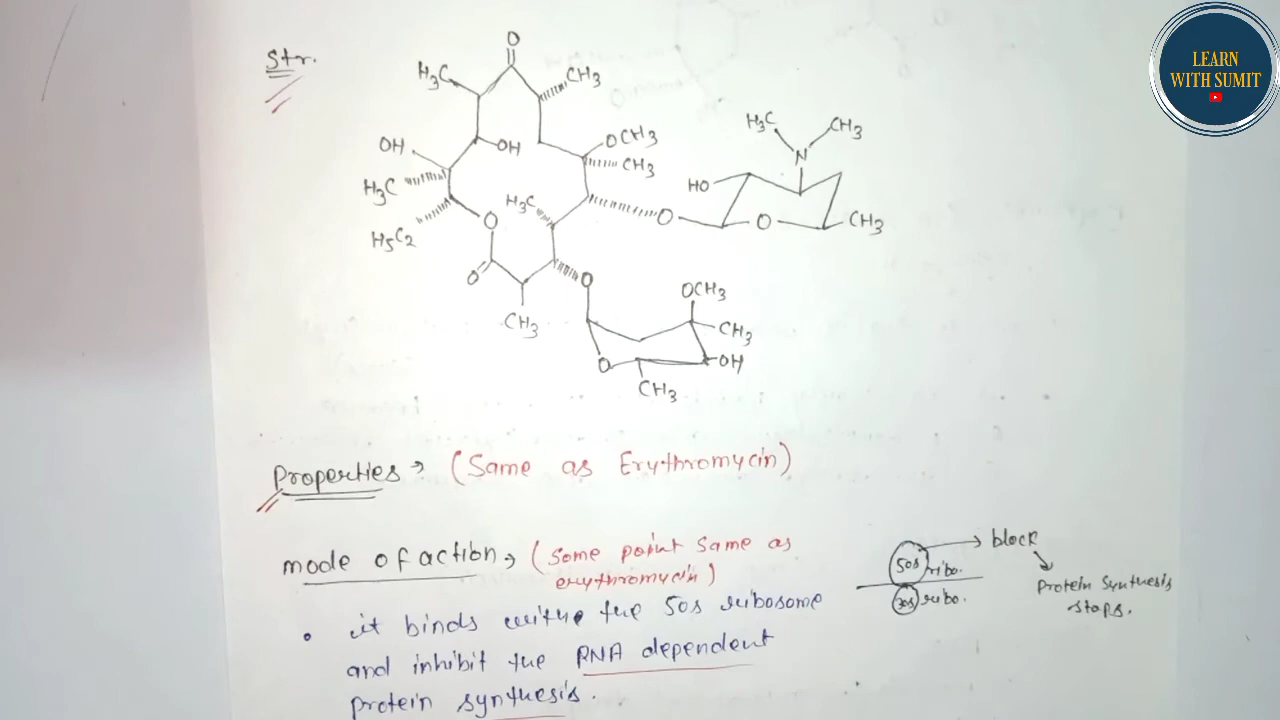 LEARN
WITH SUMIT
Str.
O
H3C
CH3
OH
OH
OCH3
CH3
H3C
H3C
CH3
N
HO
H3C
O
O
O
CH3
H5C2
O
O
OCH3
CH3
CH3
O
OH
CH3
Properties → (Same as Erythromycin)
mode of action → (Some point same as
erythromycin)
50s ribo. → block
30s ribo.
Protein Synthesis
stops.
• it binds withe the 50s ribosome
and inhibit the RNA dependent
protein synthesis.